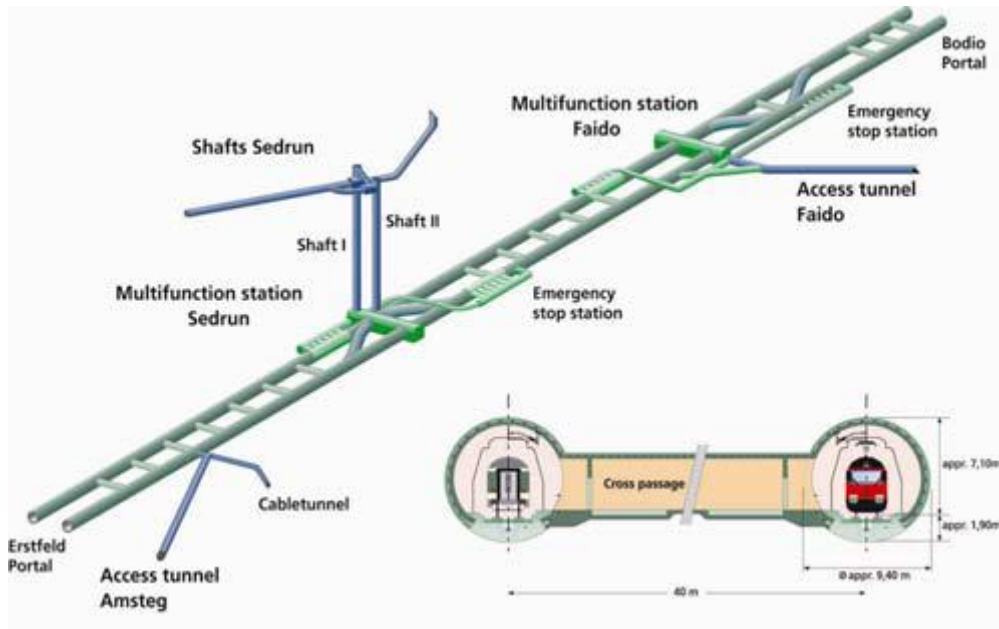 Bodio
Portal
Multifunction station
Faido
Emergency
stop station
Shafts Sedrun
Access tunnel
Faido
Shaft II
Shaft I
Multifunction station
Sedrun
Emergency
stop station
Cabletunnel
Erstfeld
Portal
Access tunnel
Amsteg
Cross passage
appr. 7,10m
appr. 1,90m
Ø appr. 9,40 m
40 m